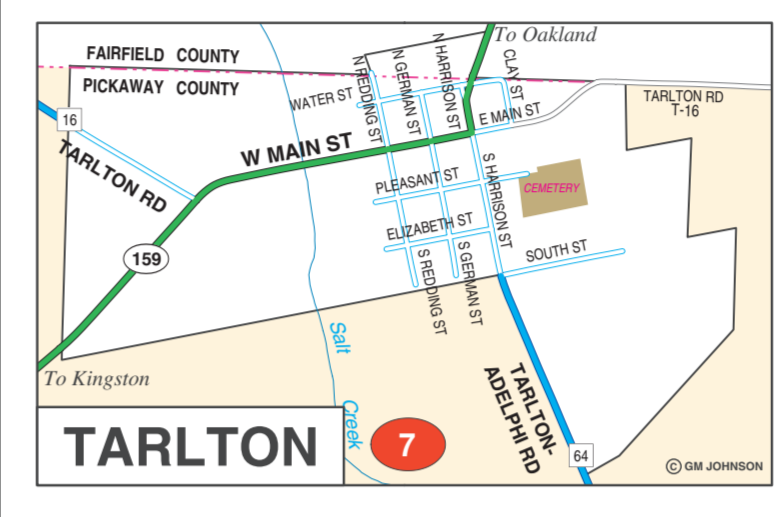 To Oakland
FAIRFIELD COUNTY
PICKAWAY COUNTY
N REDDING ST
N GERMAN ST
N HARRISON ST
CLAY ST
WATER ST
E MAIN ST
TARLTON RD
T-16
16
TARLTON RD
W MAIN ST
PLEASANT ST
S HARRISON ST
CEMETERY
ELIZABETH ST
SOUTH ST
159
S REDDING ST
S GERMAN ST
Salt
Creek
To Kingston
TARLTON-
ADELPHI RD
TARLTON
7
64
© GM JOHNSON